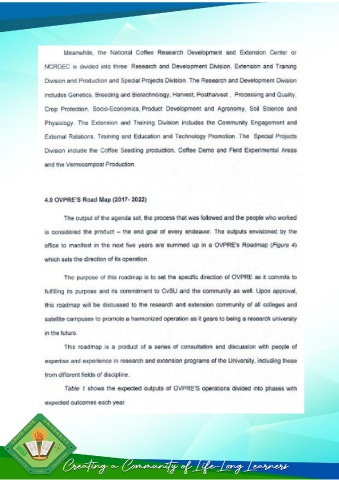 Meanwhile, the National Coffee Research Development and Extension Center or
NCRDEC is divided into three: Research and Development Division, Extension and Training
Division and Production and Special Projects Division. The Research and Development Division
includes Genetics, Breeding and Biotechnology, Harvest, Postharvest , Processing and Quality,
Crop Protection, Socio-Economics, Product Development and Agronomy, Soil Science and
Physiology. The Extension and Training Division includes the Community Engagement and
External Relations, Training and Education and Technology Promotion. The Special Projects
Division include the Coffee Seedling production, Coffee Demo and Field Experimental Areas
and the Vermicompost Production.
4.0 OVPRE'S Road Map (2017- 2022)
The output of the agenda set, the process that was followed and the people who worked
is considered the product – the end goal of every endeavor. The outputs envisioned by the
office to manifest in the next five years are summed up in a OVPRE's Roadmap (Figure 4)
which sets the direction of its operation.
The purpose of this roadmap is to set the specific direction of OVPRE as it commits to
fulfilling its purpose and its commitment to CvSU and the community as well. Upon approval,
this roadmap will be discussed to the research and extension community of all colleges and
satellite campuses to promote a harmonized operation as it gears to being a research university
in the future.
This roadmap is a product of a series of consultation and discussion with people of
expertise and experience in research and extension programs of the University, including those
from different fields of discipline.
Table 1 shows the expected outputs of OVPRE'S operations divided into phases with
expected outcomes each year.
Creating a Community of Life-Long Learners